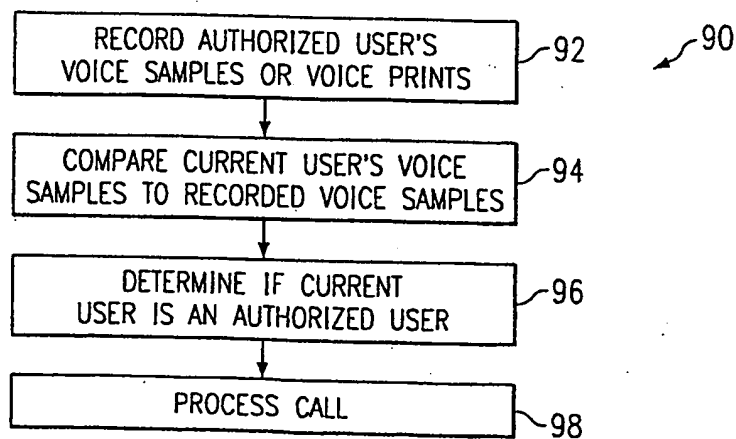 RECORD AUTHORIZED USER'S
VOICE SAMPLES OR VOICE PRINTS
92
90
COMPARE CURRENT USER'S VOICE
SAMPLES TO RECORDED VOICE SAMPLES
94
DETERMINE IF CURRENT
USER IS AN AUTHORIZED USER
96
PROCESS CALL
98